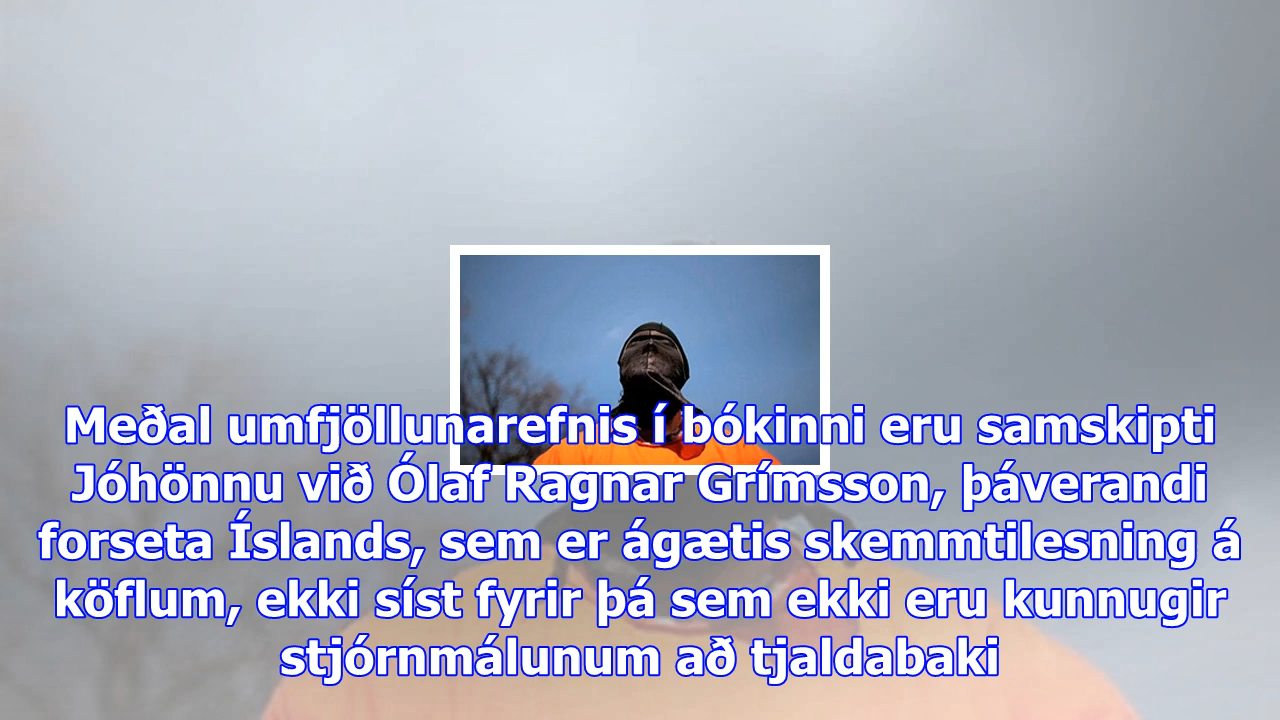 Meðal umfjöllunarefnis í bókinni eru samskipti
Jóhönnu við Ólaf Ragnar Grímsson, þáverandi
forseta Íslands, sem er ágætis skemmtilesning á
köflum, ekki síst fyrir þá sem ekki eru kunnugir
stjórnmálunum að tjaldabaki